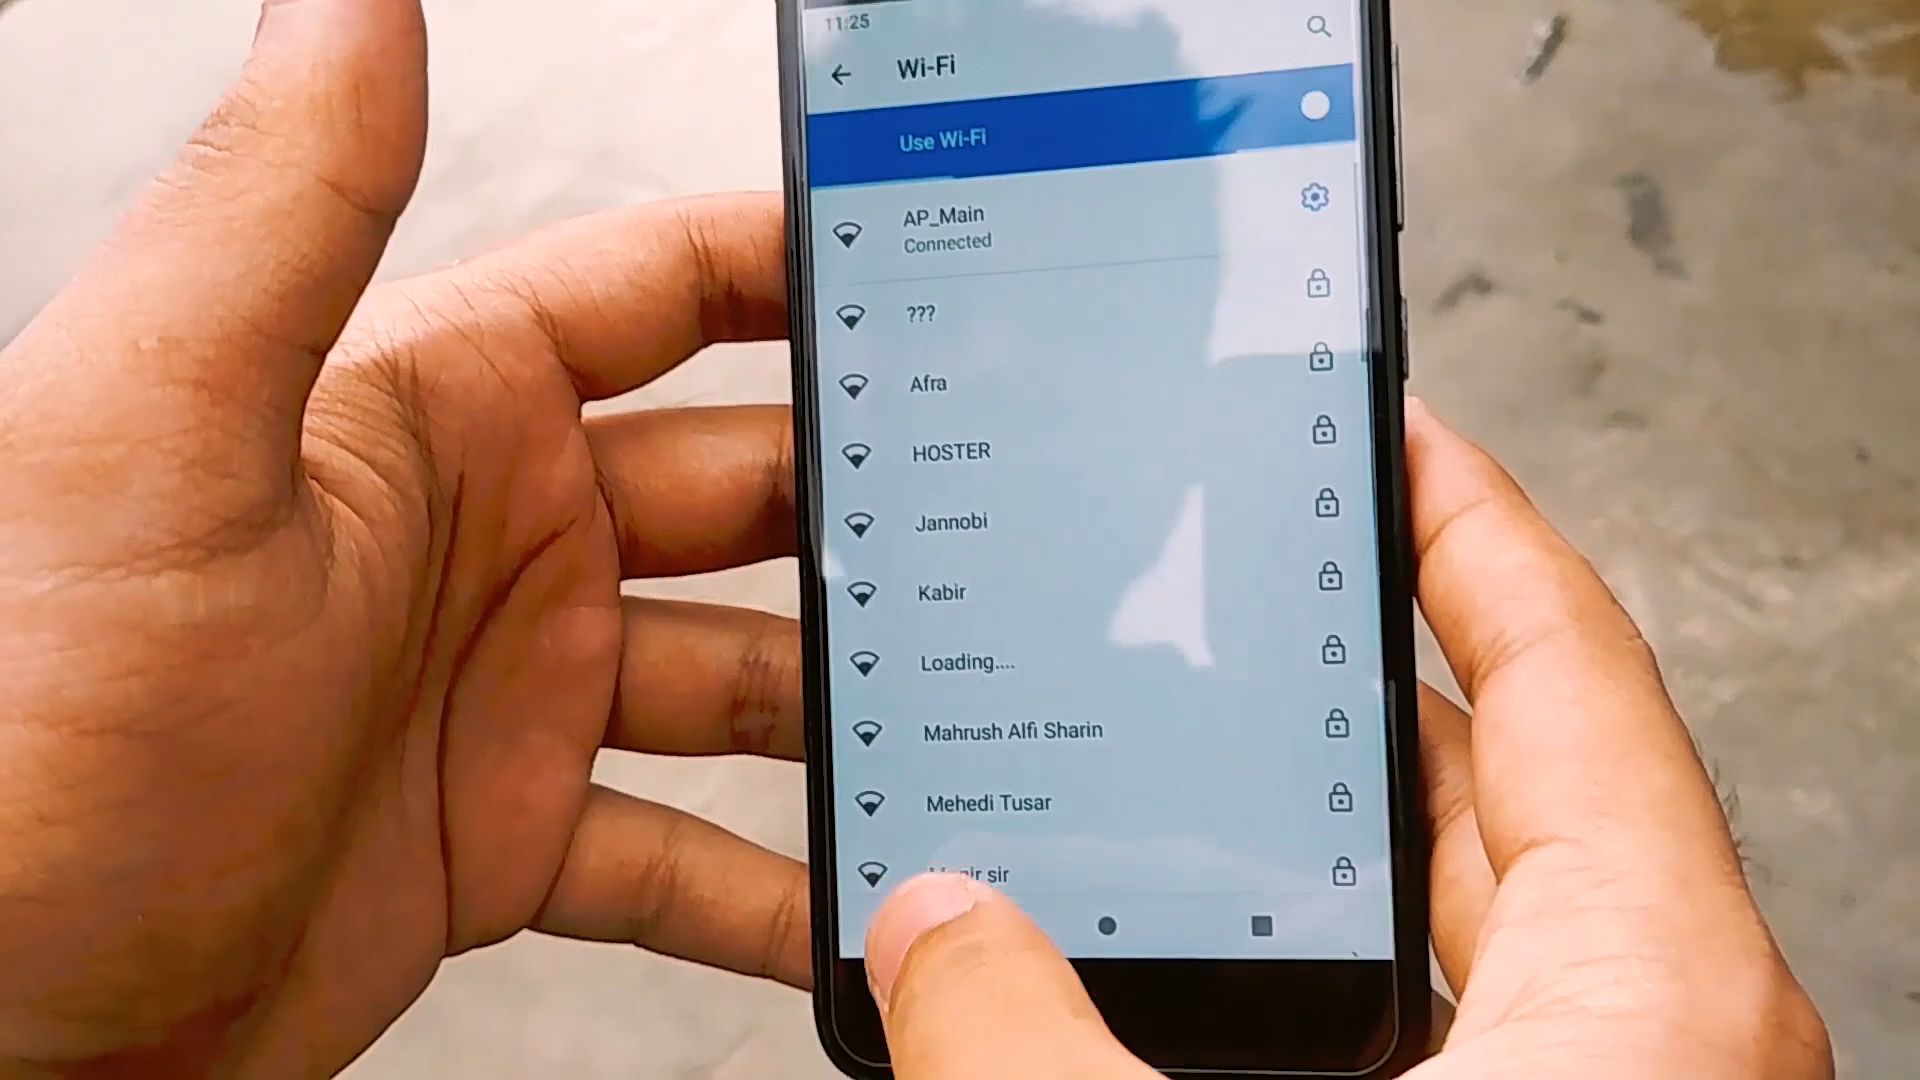 11:25
Wi-Fi
Use Wi-Fi
AP_Main
Connected
???
Afra
HOSTER
Jannobi
Kabir
Loading....
Mahrush Alfi Sharin
Mehedi Tusar
sir